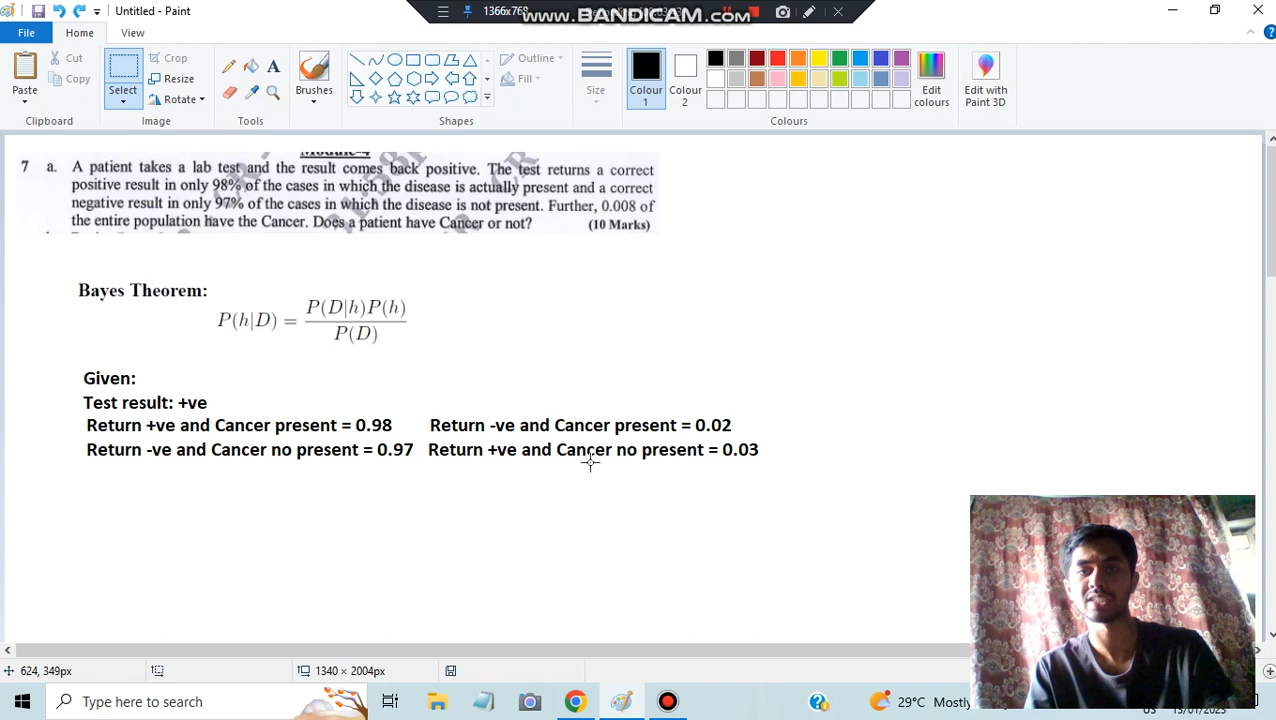 Untitled - Paint
1366x768
www.BANDICAM.com
File
Home
View
Paste
Cut
Copy
Clipboard
Select
Crop
Resize
Rotate
Image
Tools
Brushes
Shapes
Outline
Fill
Size
Colour
1
Colour
2
Edit
colours
Edit with
Paint 3D
Colours
Module-4
7 a. A patient takes a lab test and the result comes back positive. The test returns a correct
positive result in only 98% of the cases in which the disease is actually present and a correct
negative result in only 97% of the cases in which the disease is not present. Further, 0.008 of
the entire population have the Cancer. Does a patient have Cancer or not? (10 Marks)
Bayes Theorem:
P(h|D) = P(D|h)P(h) / P(D)
Given:
Test result: +ve
Return +ve and Cancer present = 0.98 Return -ve and Cancer present = 0.02
Return -ve and Cancer no present = 0.97 Return +ve and Cancer no present = 0.03
624, 349px
1340 × 2004px
Type here to search
29°C Mostly
13/01/2023